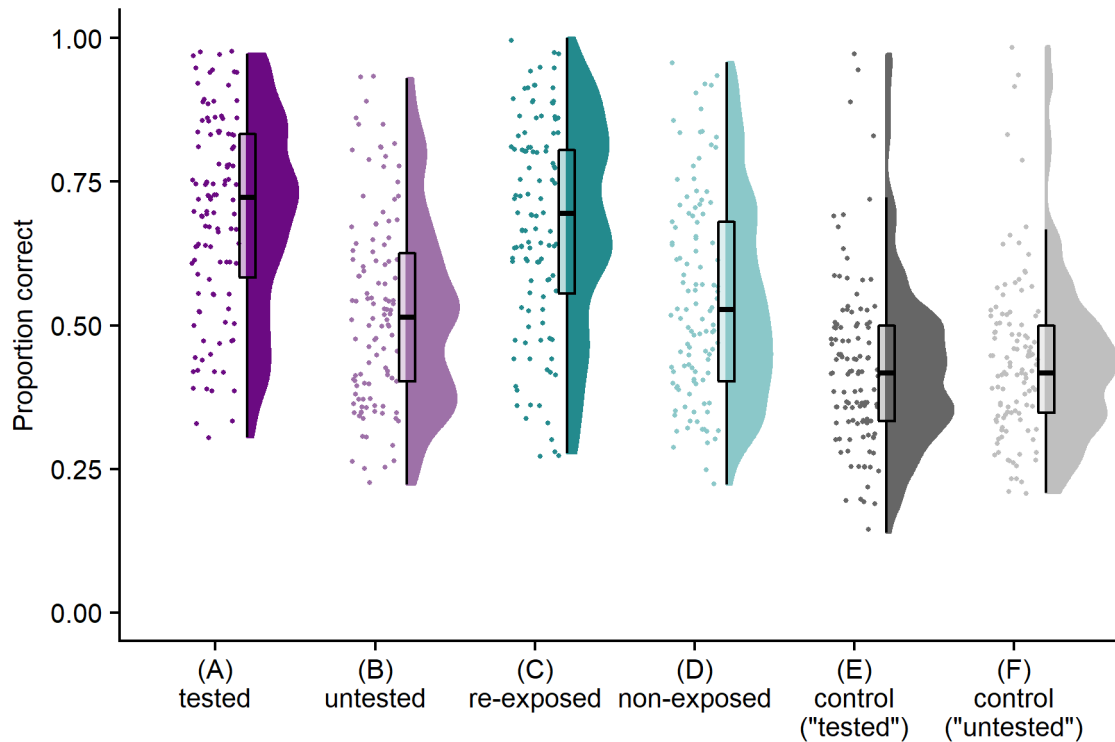 Proportion correct
1.00
0.75
0.50
0.25
0.00
(A)
tested
(B)
untested
(C)
re-exposed
(D)
non-exposed
(E)
control
("tested")
(F)
control
("untested")